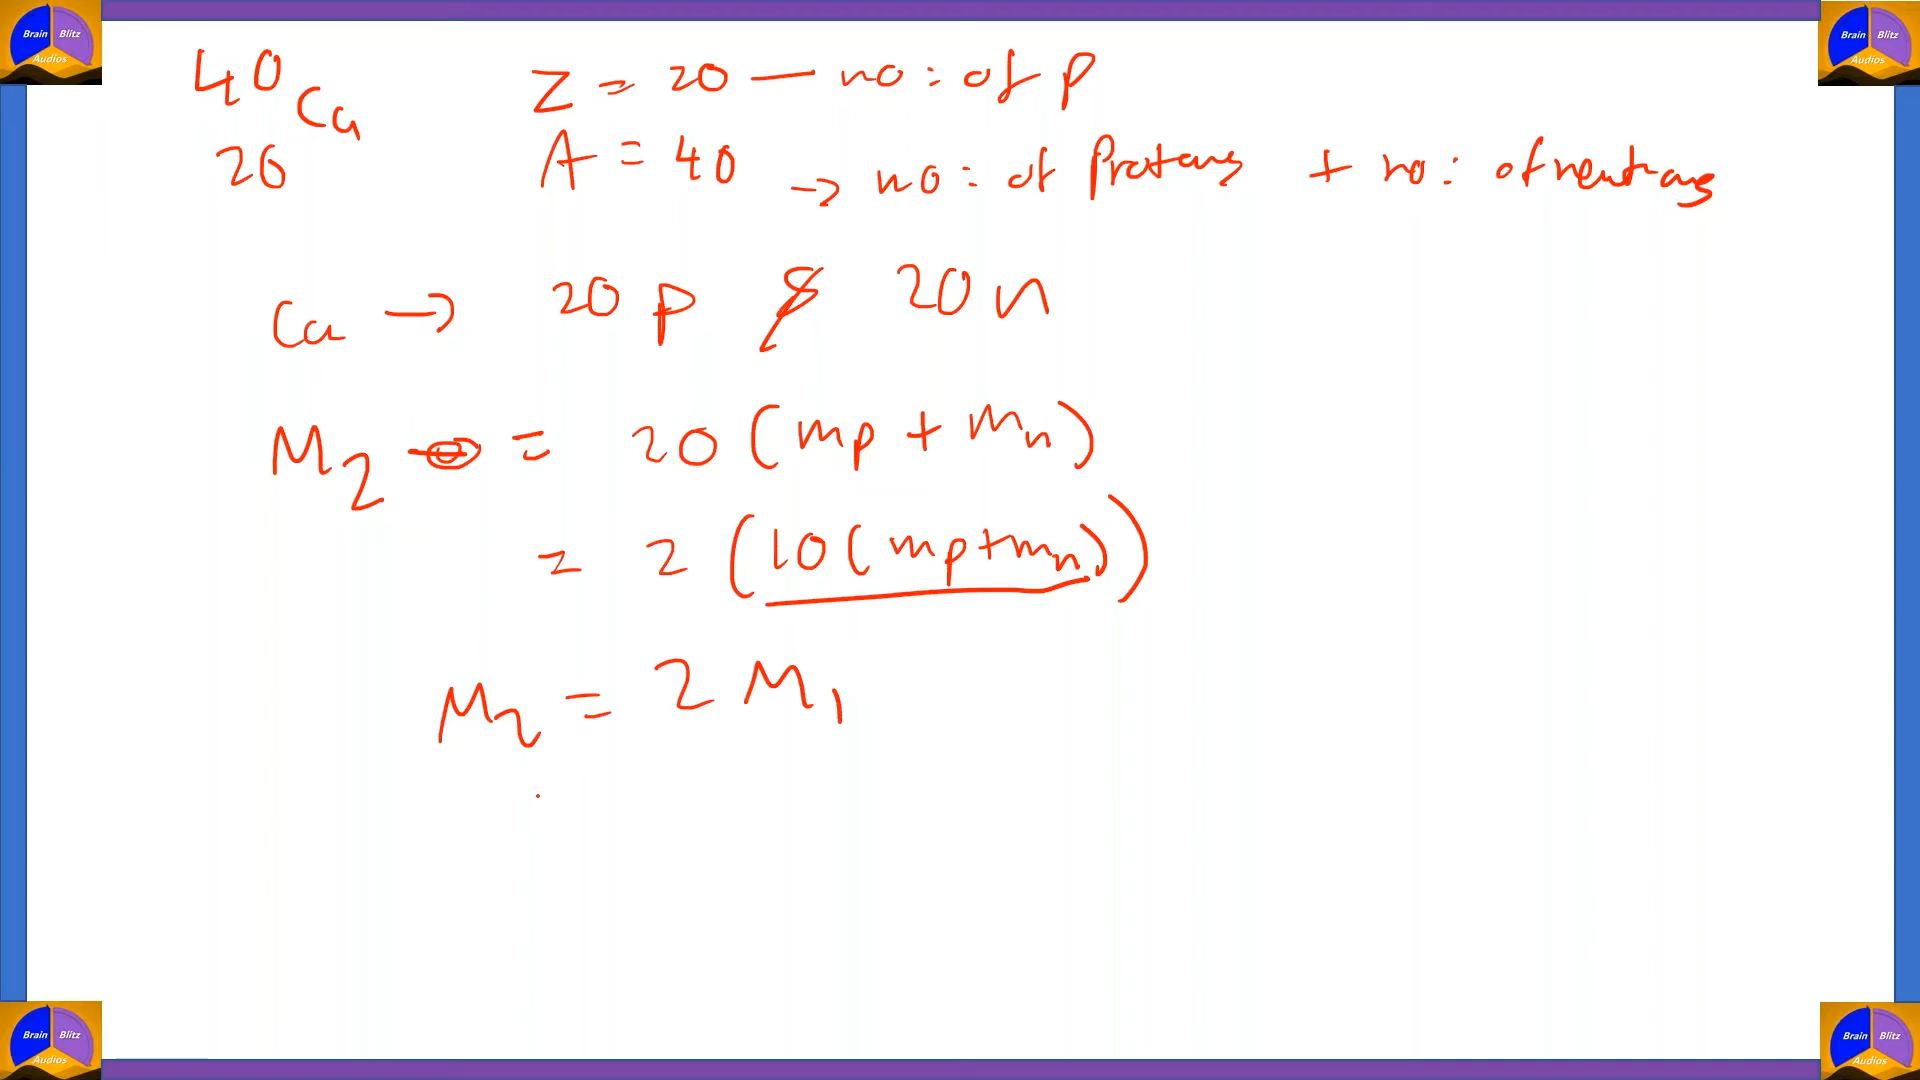 Brain Blitz Audios
Brain Blitz Audios
40 Ca 20
Z = 20 — no: of p
A = 40 → no: of Protons + no: of neutrons
Ca → 20 p & 20 n
M2 = 20 (mp + mn)
= 2 (10 (mp+mn))
M2 = 2 M1
Brain Blitz Audios
Brain Blitz Audios